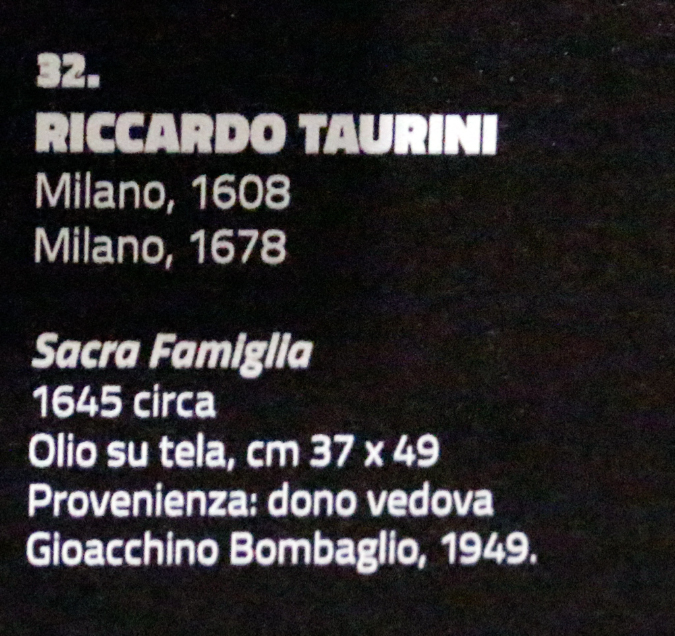 32.
RICCARDO TAURINI
Milano, 1608
Milano, 1678
Sacra Famiglia
1645 circa
Olio su tela, cm 37 x 49
Provenienza: dono vedova
Gioacchino Bombaglio, 1949.